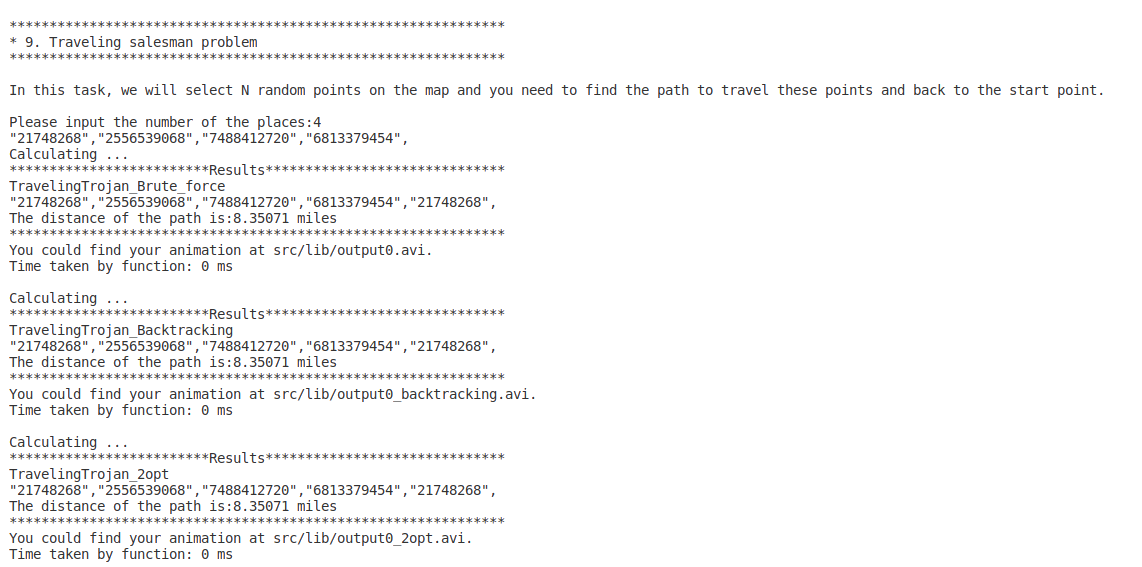 **************************************************************
* 9. Traveling salesman problem
**************************************************************
In this task, we will select N random points on the map and you need to find the path to travel these points and back to the start point.
Please input the number of the places:4
"21748268","2556539068","7488412720","6813379454",
Calculating ...
*************************Results******************************
TravelingTrojan_Brute_force
"21748268","2556539068","7488412720","6813379454","21748268",
The distance of the path is:8.35071 miles
**************************************************************
You could find your animation at src/lib/output0.avi.
Time taken by function: 0 ms
Calculating ...
*************************Results******************************
TravelingTrojan_Backtracking
"21748268","2556539068","7488412720","6813379454","21748268",
The distance of the path is:8.35071 miles
**************************************************************
You could find your animation at src/lib/output0_backtracking.avi.
Time taken by function: 0 ms
Calculating ...
*************************Results******************************
TravelingTrojan_2opt
"21748268","2556539068","7488412720","6813379454","21748268",
The distance of the path is:8.35071 miles
**************************************************************
You could find your animation at src/lib/output0_2opt.avi.
Time taken by function: 0 ms